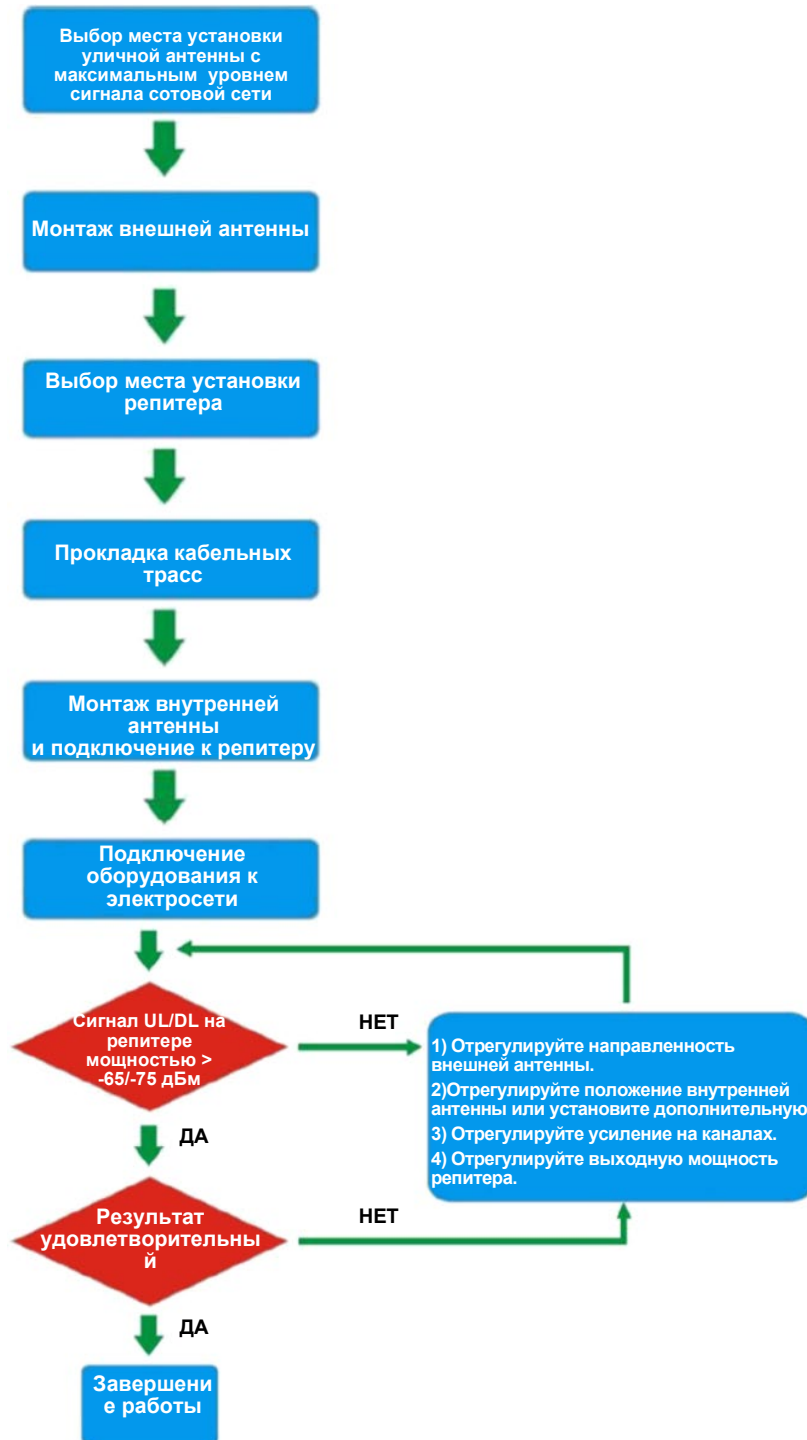 Выбор места установки
уличной антенны с
максимальным уровнем
сигнала сотовой сети
Монтаж внешней антенны
Выбор места установки
репитера
Прокладка кабельных
трасс
Монтаж внутренней
антенны
и подключение к репитеру
Подключение
оборудования к
электросети
Сигнал UL/DL на
репитере
мощностью >
-65/-75 дБм
НЕТ
1) Отрегулируйте направленность
внешней антенны.
2)Отрегулируйте положение внутренней
антенны или установите дополнительную
3) Отрегулируйте усиление на каналах.
4) Отрегулируйте выходную мощность
репитера.
ДА
Результат
удовлетворительны
й
НЕТ
ДА
Завершени
е работы